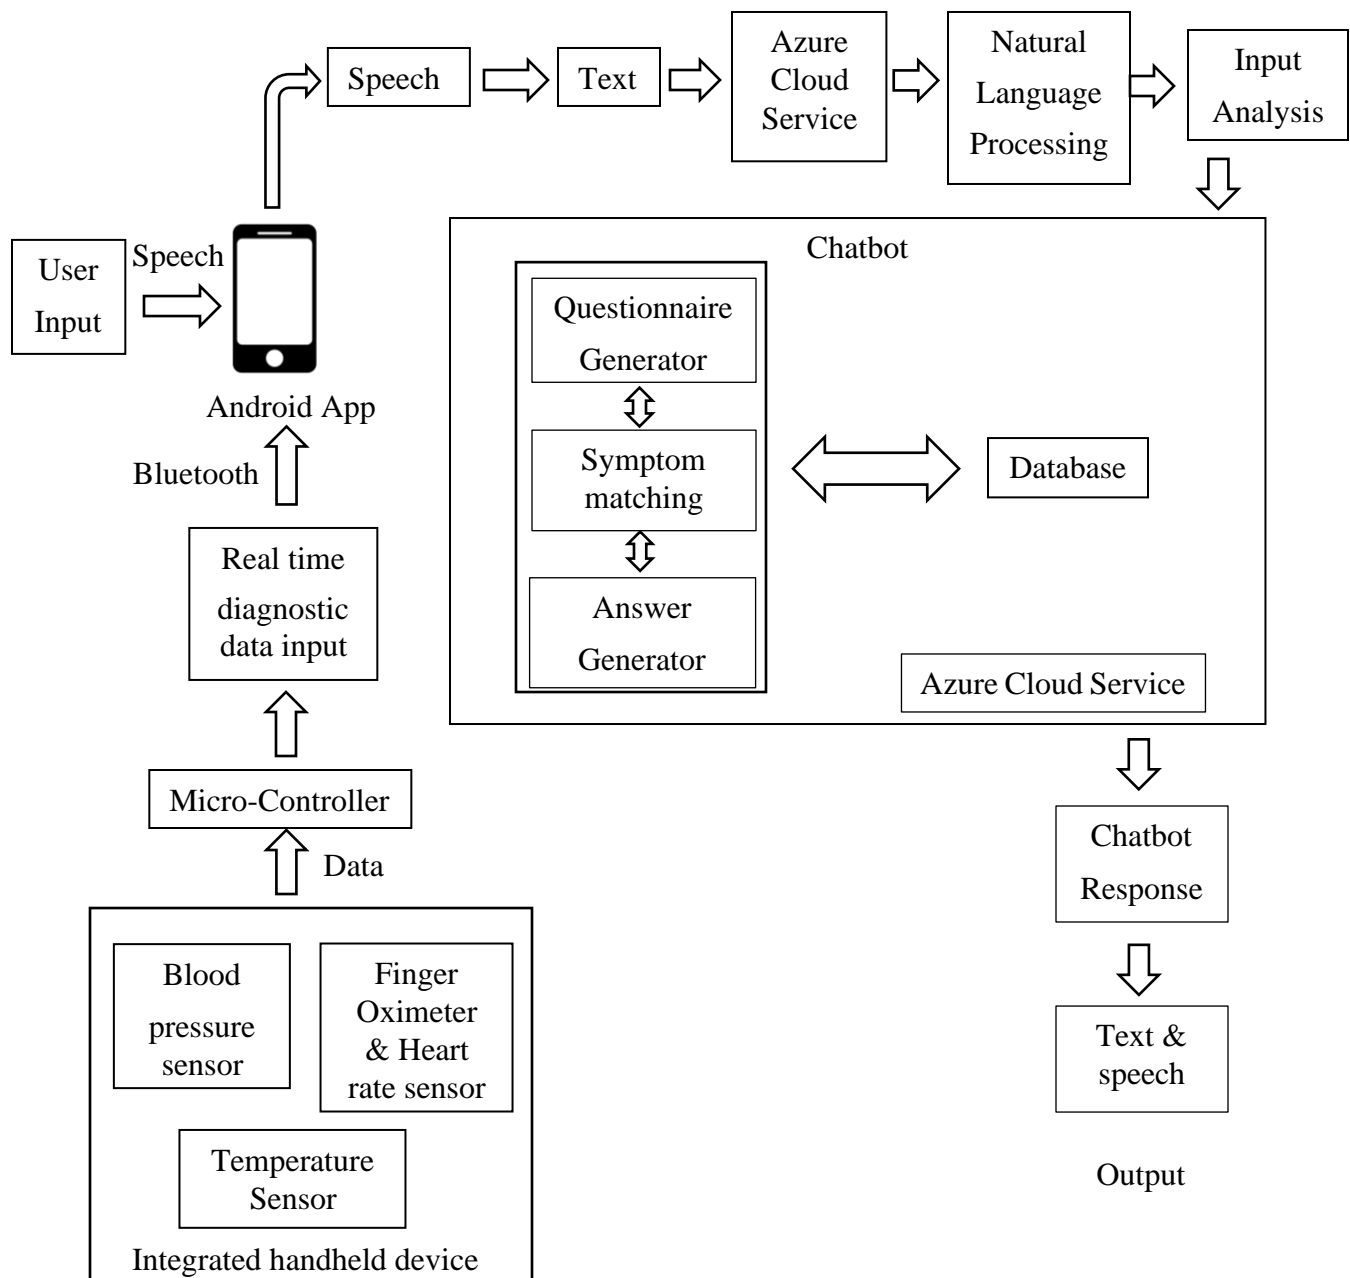 Speech
Text
Azure
Cloud
Service
Natural
Language
Processing
Input
Analysis
User
Input
Speech
Android App
Bluetooth
Real time
diagnostic
data input
Micro-Controller
Data
Blood
pressure
sensor
Finger
Oximeter
& Heart
rate sensor
Temperature
Sensor
Integrated handheld device
Chatbot
Questionnaire
Generator
Symptom
matching
Answer
Generator
Database
Azure Cloud Service
Chatbot
Response
Text &
speech
Output